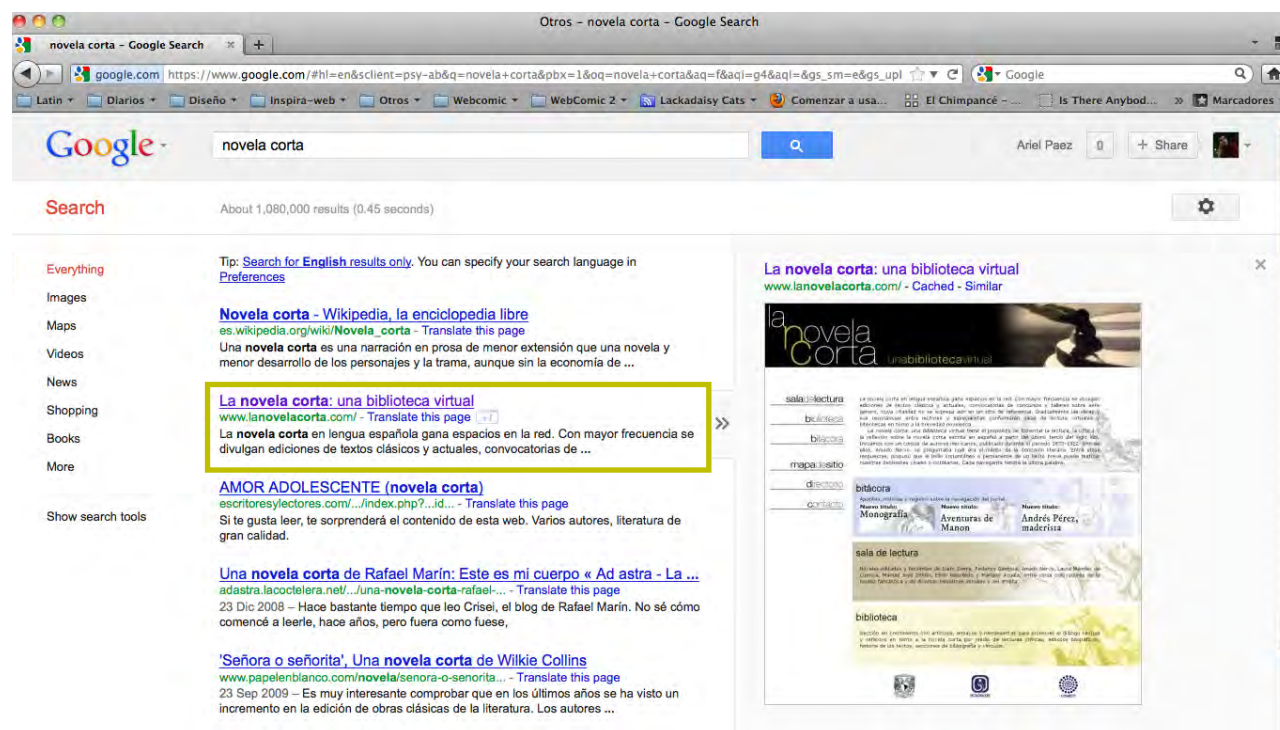 Otros – novela corta – Google Search
novela corta – Google Search
google.com https://www.google.com/#hl=en&sclient=psy-ab&q=novela+corta&pbx=1&oq=novela+corta&aq=f&aqi=g4&aql=&gs_sm=e&gs_upl Google
Latin Diarios Diseño Inspira-web Otros Webcomic WebComic 2 Lackadaisy Cats Comenzar a usa... El Chimpancé – ... Is There Anybod... » Marcadores
Google novela corta Ariel Paez 0 + Share
Search About 1,080,000 results (0.45 seconds)
Everything
Images
Maps
Videos
News
Shopping
Books
More
Show search tools
Tip: Search for English results only. You can specify your search language in
Preferences
Novela corta - Wikipedia, la enciclopedia libre
es.wikipedia.org/wiki/Novela_corta - Translate this page
Una novela corta es una narración en prosa de menor extensión que una novela y
menor desarrollo de los personajes y la trama, aunque sin la economía de ...
La novela corta: una biblioteca virtual
www.lanovelacorta.com/ - Translate this page +1
La novela corta en lengua española gana espacios en la red. Con mayor frecuencia se
divulgan ediciones de textos clásicos y actuales, convocatorias de ...
AMOR ADOLESCENTE (novela corta)
escritoresylectores.com/.../index.php?...id... - Translate this page
Si te gusta leer, te sorprenderá el contenido de esta web. Varios autores, literatura de
gran calidad.
Una novela corta de Rafael Marín: Este es mi cuerpo « Ad astra - La ...
adastra.lacoctelera.net/.../una-novela-corta-rafael-... - Translate this page
23 Dic 2008 – Hace bastante tiempo que leo Crisei, el blog de Rafael Marín. No sé cómo
comencé a leerle, hace años, pero fuera como fuese,
'Señora o señorita', Una novela corta de Wilkie Collins
www.papelenblanco.com/novela/senora-o-senorita... - Translate this page
23 Sep 2009 – Es muy interesante comprobar que en los últimos años se ha visto un
incremento en la edición de obras clásicas de la literatura. Los autores ...
La novela corta: una biblioteca virtual
www.lanovelacorta.com/ - Cached - Similar
la
novela
corta unabibliotecavirtual
sala de lectura
biblioteca
bitácora
mapa del sitio
directorio
contacto
bitácora
Nuevo título: Nuevo título: Nuevo título:
Monografía Aventuras de Andrés Pérez,
Manon maderista
sala de lectura
biblioteca